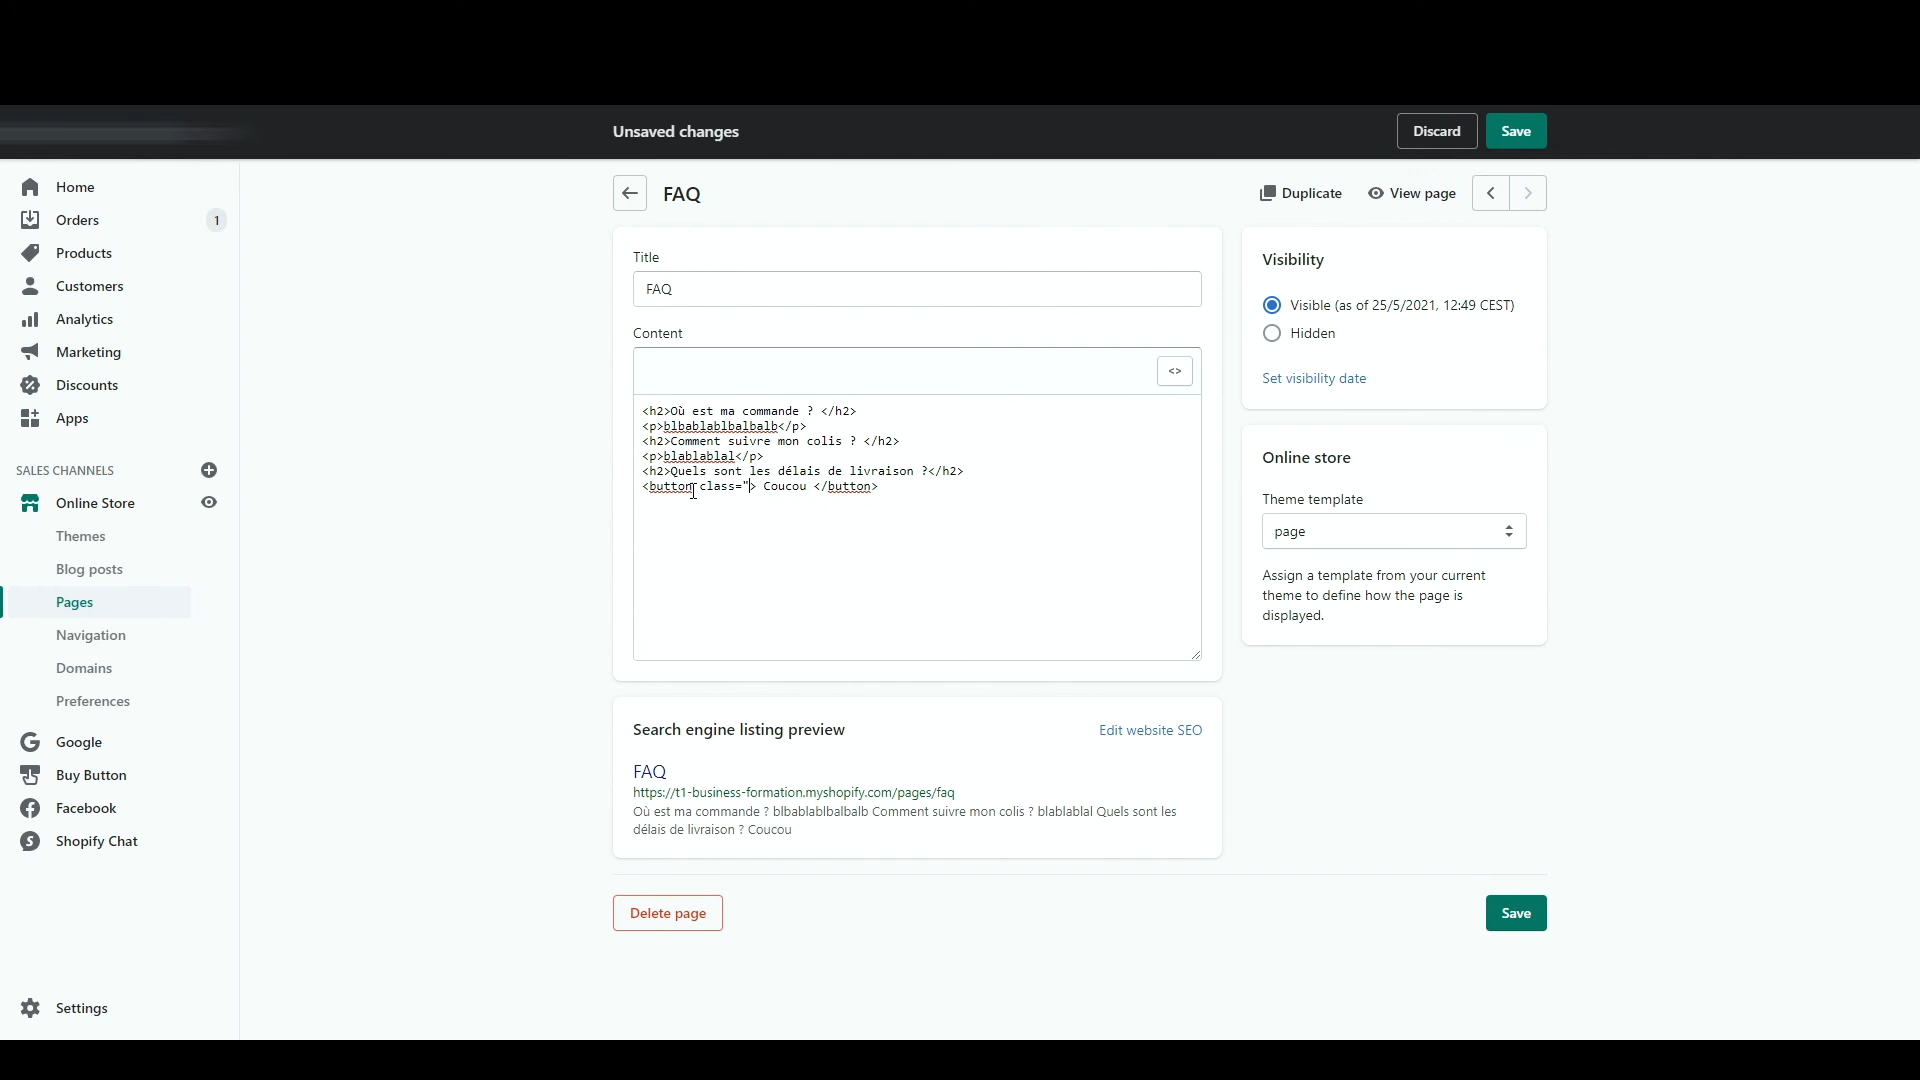 Unsaved changes
Discard
Save
Home
Orders
1
Products
Customers
Analytics
Marketing
Discounts
Apps
SALES CHANNELS
Online Store
Themes
Blog posts
Pages
Navigation
Domains
Preferences
Google
Buy Button
Facebook
Shopify Chat
Settings
FAQ
Duplicate
View page
Title
FAQ
Content
<>
<h2>Où est ma commande ? </h2>
<p>blbablablbalbalb</p>
<h2>Comment suivre mon colis ? </h2>
<p>blablablal</p>
<h2>Quels sont les délais de livraison ?</h2>
<button class="> Coucou </button>
Search engine listing preview
Edit website SEO
FAQ
https://t1-business-formation.myshopify.com/pages/faq
Où est ma commande ? blbablablbalbalb Comment suivre mon colis ? blablablal Quels sont les
délais de livraison ? Coucou
Delete page
Save
Visibility
Visible (as of 25/5/2021, 12:49 CEST)
Hidden
Set visibility date
Online store
Theme template
page
Assign a template from your current
theme to define how the page is
displayed.